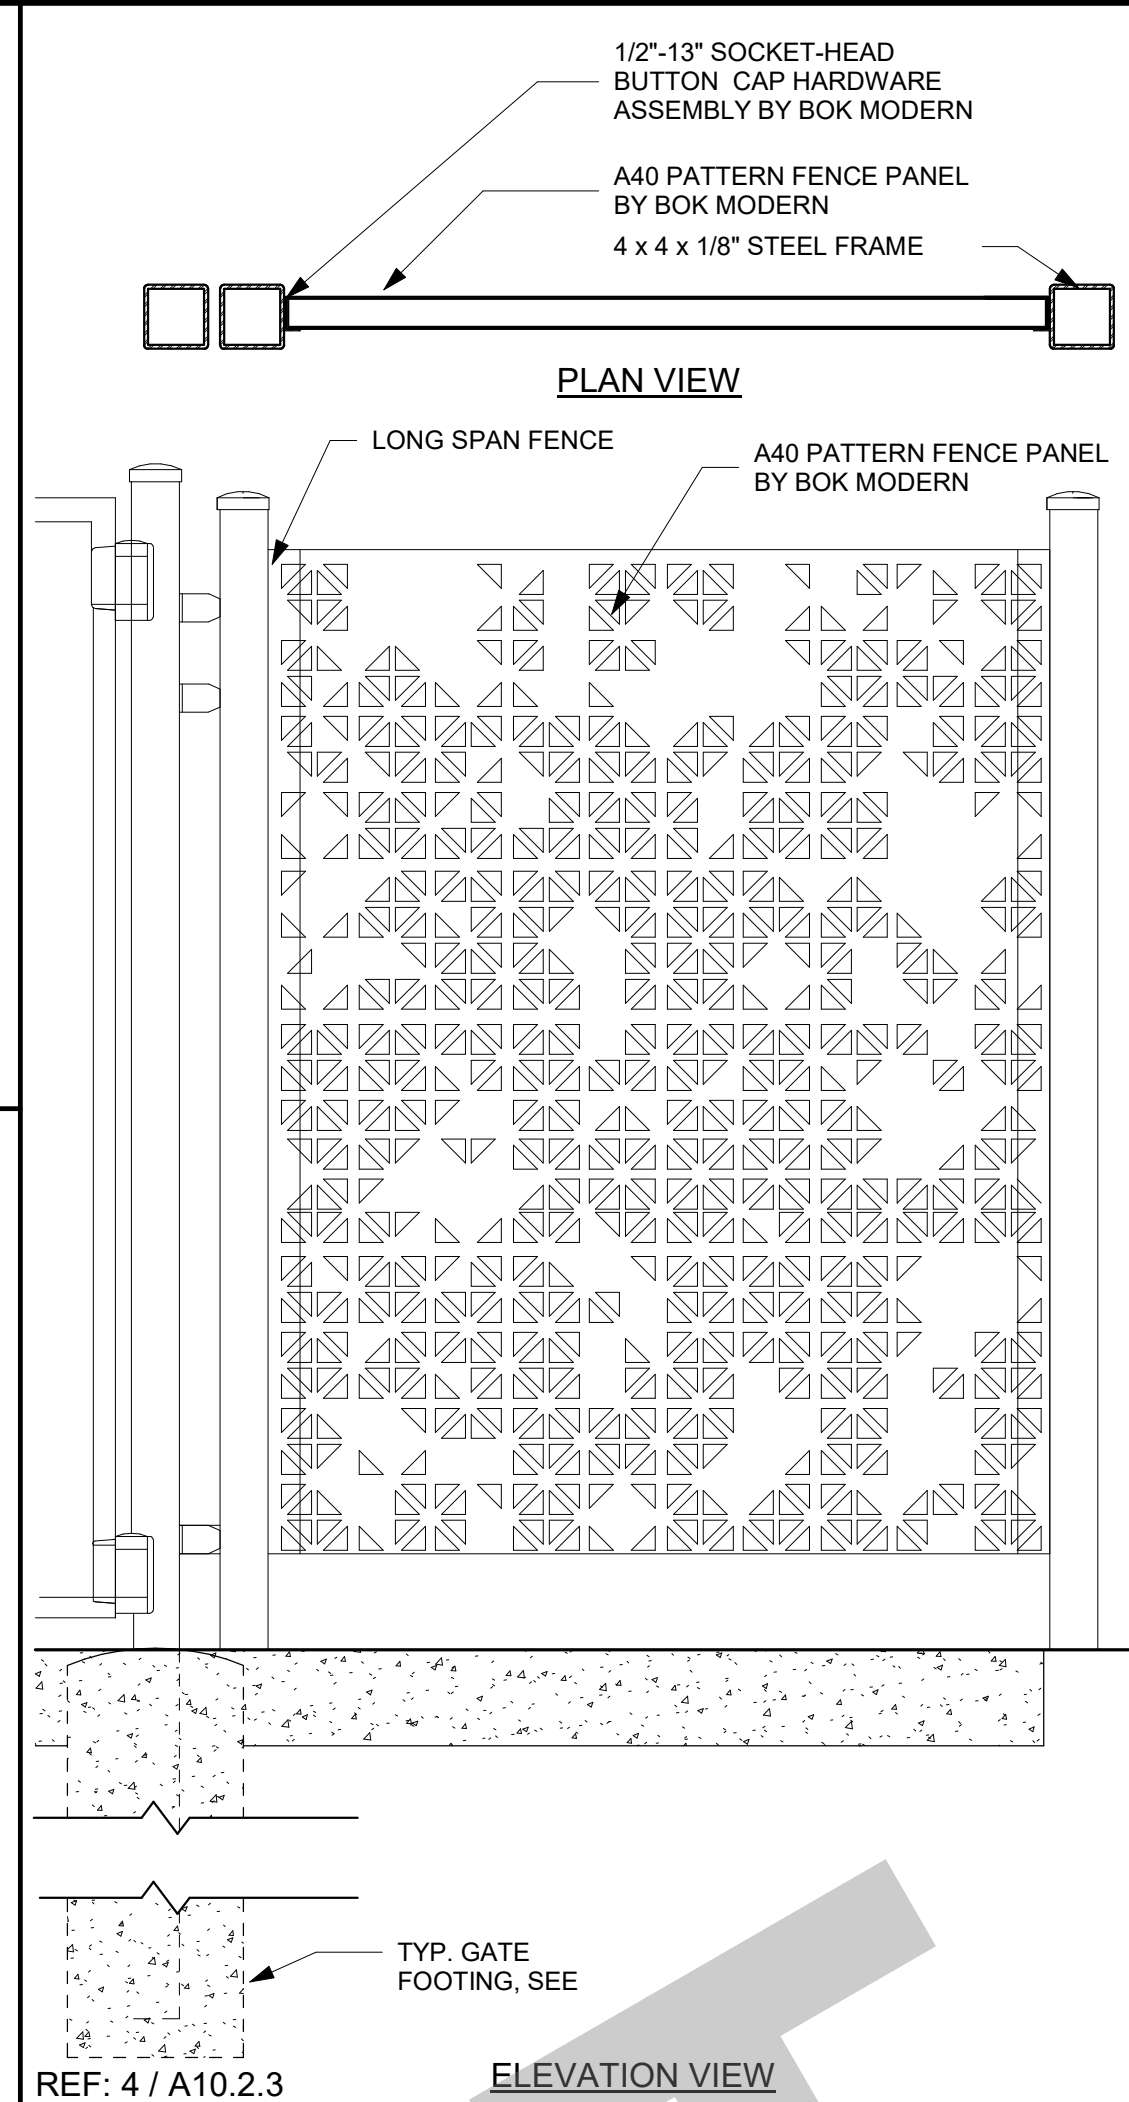 1/2"-13" SOCKET-HEAD
BUTTON CAP HARDWARE
ASSEMBLY BY BOK MODERN
A40 PATTERN FENCE PANEL
BY BOK MODERN
4 x 4 x 1/8" STEEL FRAME
PLAN VIEW
LONG SPAN FENCE
A40 PATTERN FENCE PANEL
BY BOK MODERN
TYP. GATE
FOOTING, SEE
REF: 4 / A10.2.3
ELEVATION VIEW